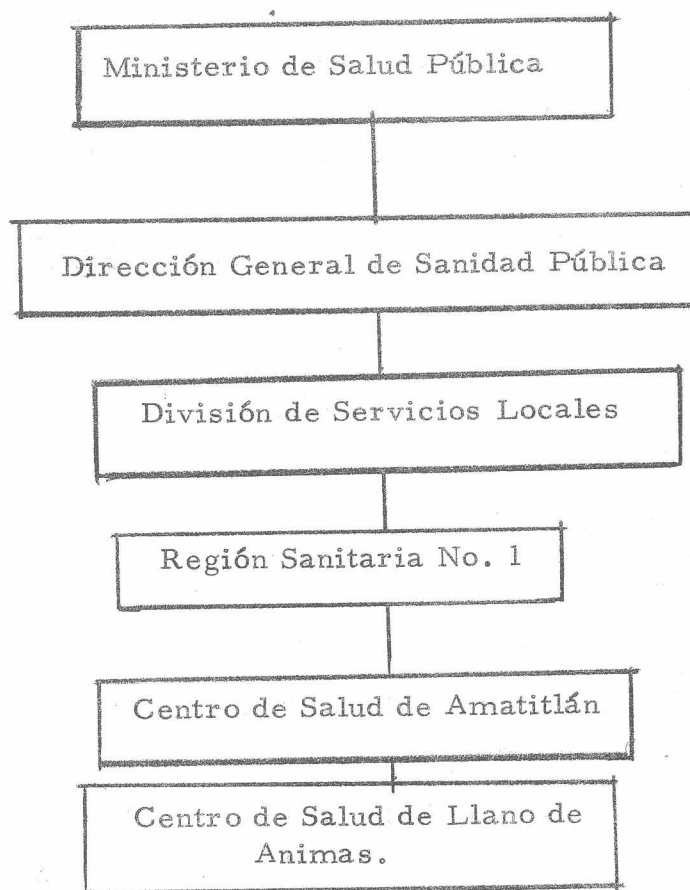 Ministerio de Salud Pública
Dirección General de Sanidad Pública
División de Servicios Locales
Región Sanitaria No. 1
Centro de Salud de Amatitlán
Centro de Salud de Llano de
Animas.